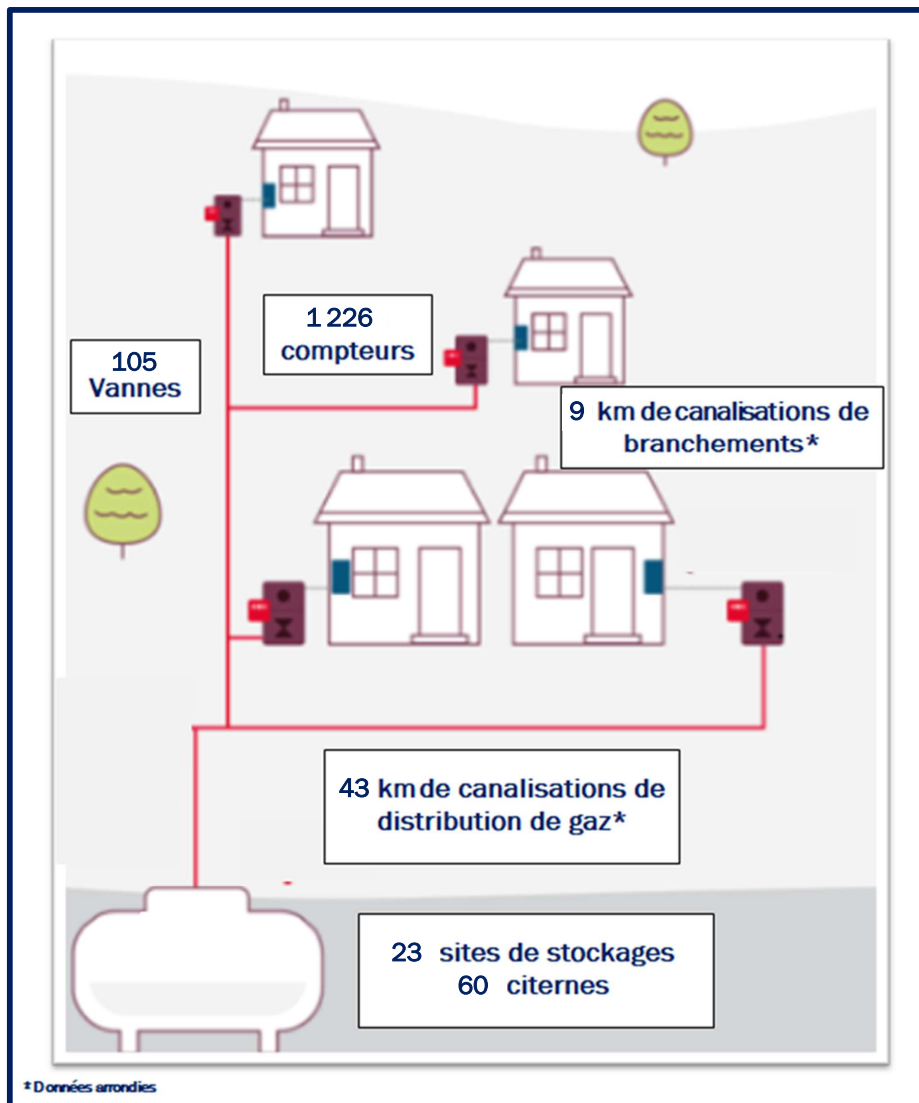 1 226
compteurs
105
Vannes
9 km de canalisations de
branchements*
43 km de canalisations de
distribution de gaz*
23 sites de stockages
60 citernes
* Données arrondies